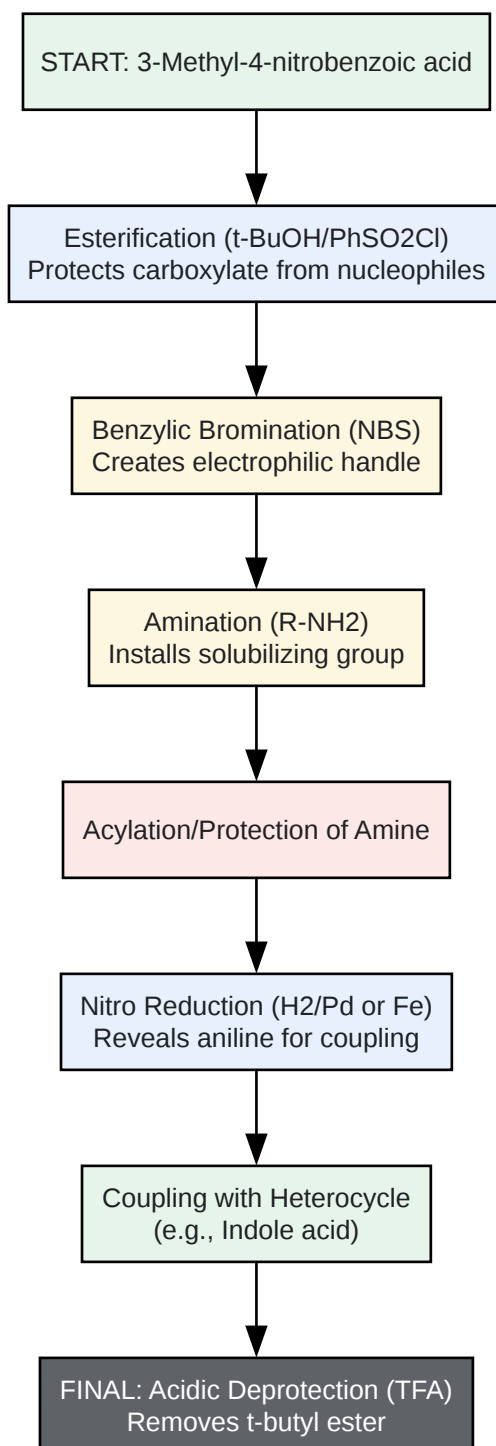 START: 3-Methyl-4-nitrobenzoic acid
Esterification (t-BuOH/PhSO2Cl)
Protects carboxylate from nucleophiles
Benzylic Bromination (NBS)
Creates electrophilic handle
Amination (R-NH2)
Installs solubilizing group
Acylation/Protection of Amine
Nitro Reduction (H2/Pd or Fe)
Reveals aniline for coupling
Coupling with Heterocycle
(e.g., Indole acid)
FINAL: Acidic Deprotection (TFA)
Removes t-butyl ester